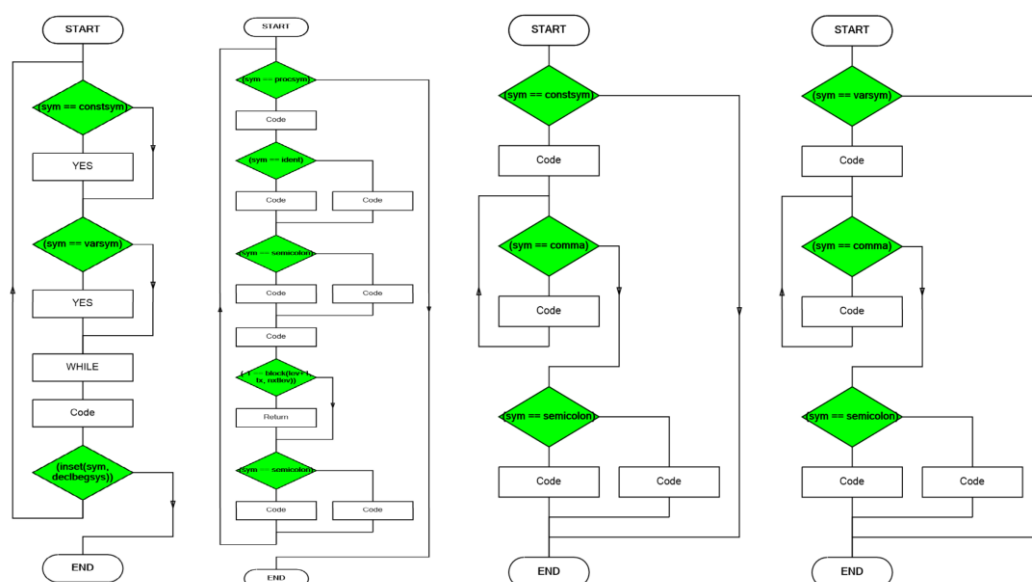 START
(sym == constsym)
YES
(sym == varsym)
YES
WHILE
Code
(inset(sym,
declbegsys))
END
START
(sym == procsym)
Code
(sym == ident)
Code
Code
(sym == semicolon)
Code
Code
Code
(-1 == block(lev+1,
tx, nxtlev))
Return
(sym == semicolon)
Code
Code
END
START
(sym == constsym)
Code
(sym == comma)
Code
(sym == semicolon)
Code
Code
END
START
(sym == varsym)
Code
(sym == comma)
Code
(sym == semicolon)
Code
Code
END